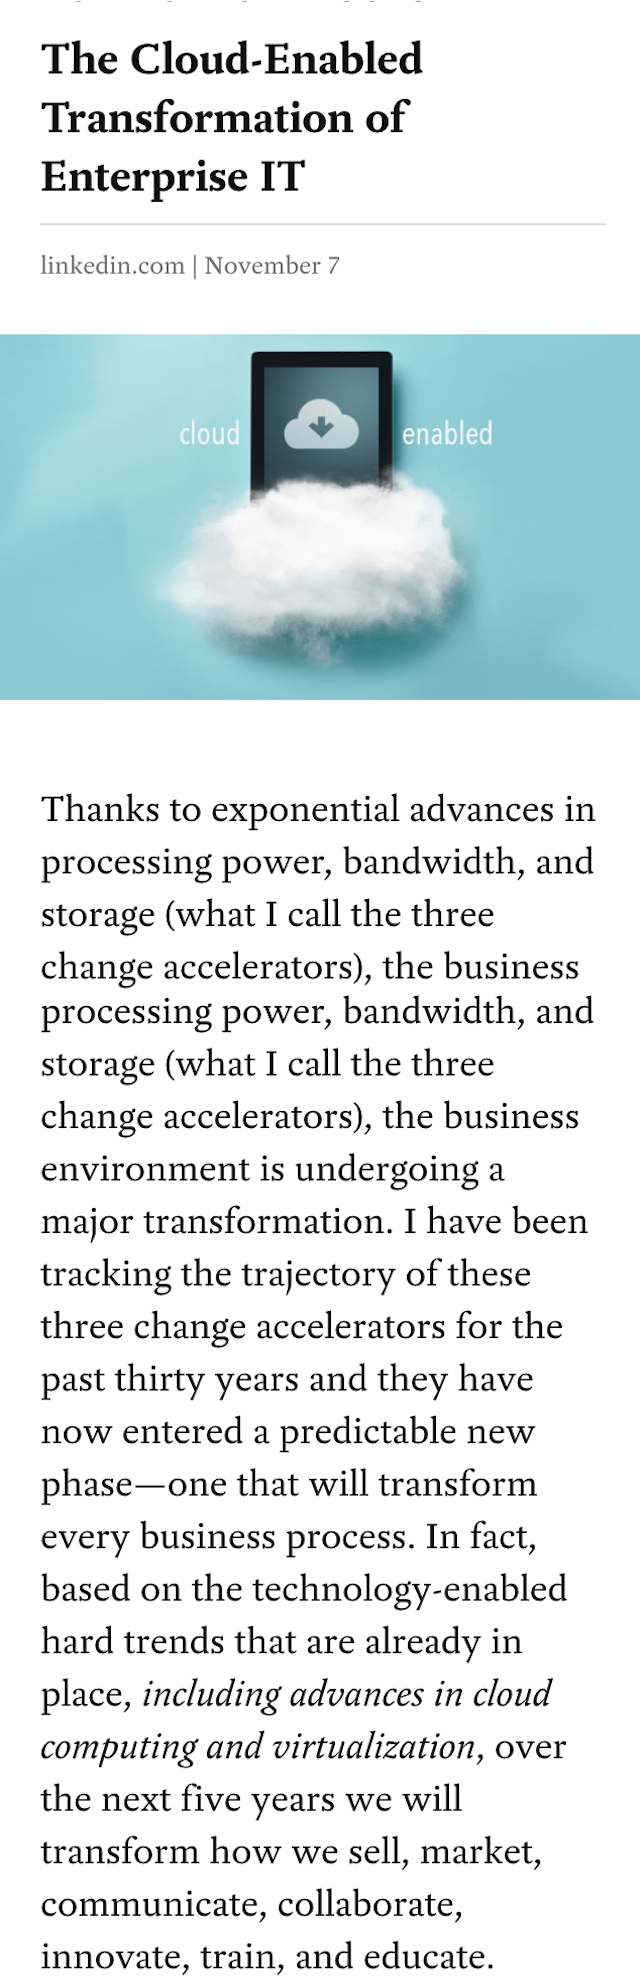 The Cloud-Enabled
Transformation of
Enterprise IT
linkedin.com | November 7
cloud enabled
Thanks to exponential advances in
processing power, bandwidth, and
storage (what I call the three
change accelerators), the business
processing power, bandwidth, and
storage (what I call the three
change accelerators), the business
environment is undergoing a
major transformation. I have been
tracking the trajectory of these
three change accelerators for the
past thirty years and they have
now entered a predictable new
phase—one that will transform
every business process. In fact,
based on the technology-enabled
hard trends that are already in
place, including advances in cloud
computing and virtualization, over
the next five years we will
transform how we sell, market,
communicate, collaborate,
innovate, train, and educate.